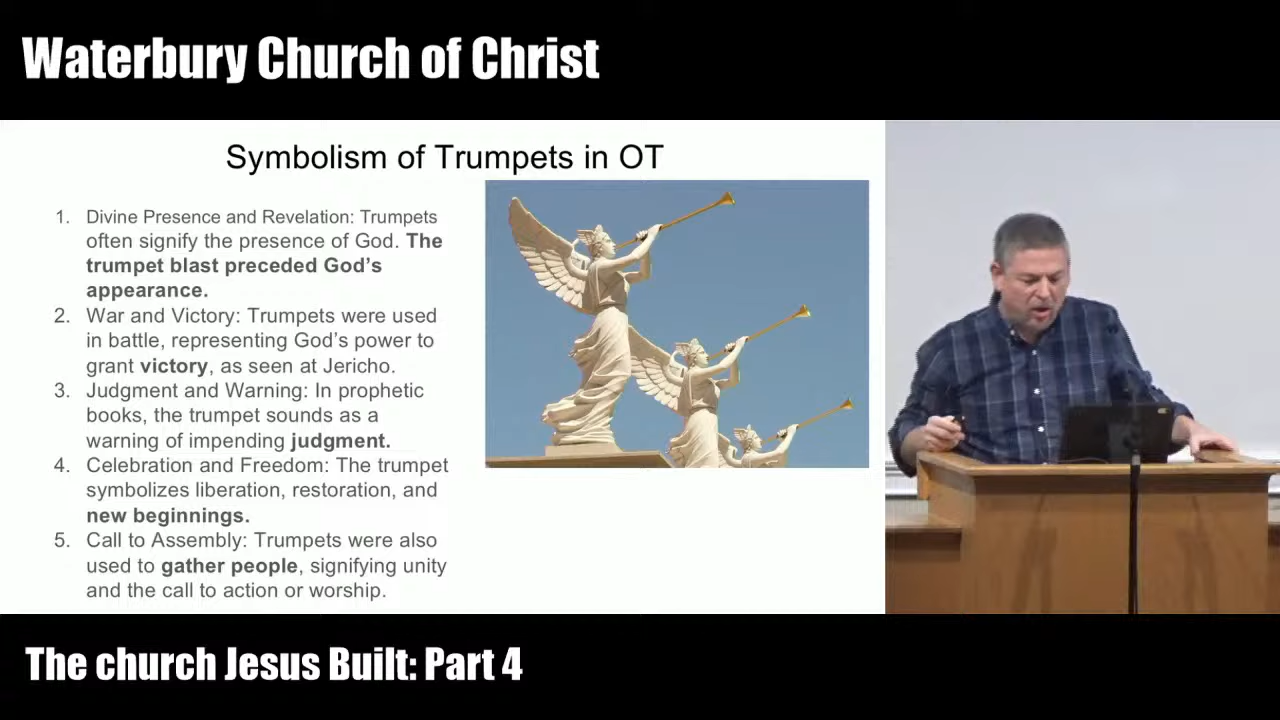 Waterbury Church of Christ
Symbolism of Trumpets in OT
1. Divine Presence and Revelation: Trumpets
often signify the presence of God. The
trumpet blast preceded God's
appearance.
2. War and Victory: Trumpets were used
in battle, representing God's power to
grant victory, as seen at Jericho.
3. Judgment and Warning: In prophetic
books, the trumpet sounds as a
warning of impending judgment.
4. Celebration and Freedom: The trumpet
symbolizes liberation, restoration, and
new beginnings.
5. Call to Assembly: Trumpets were also
used to gather people, signifying unity
and the call to action or worship.
The church Jesus Built: Part 4